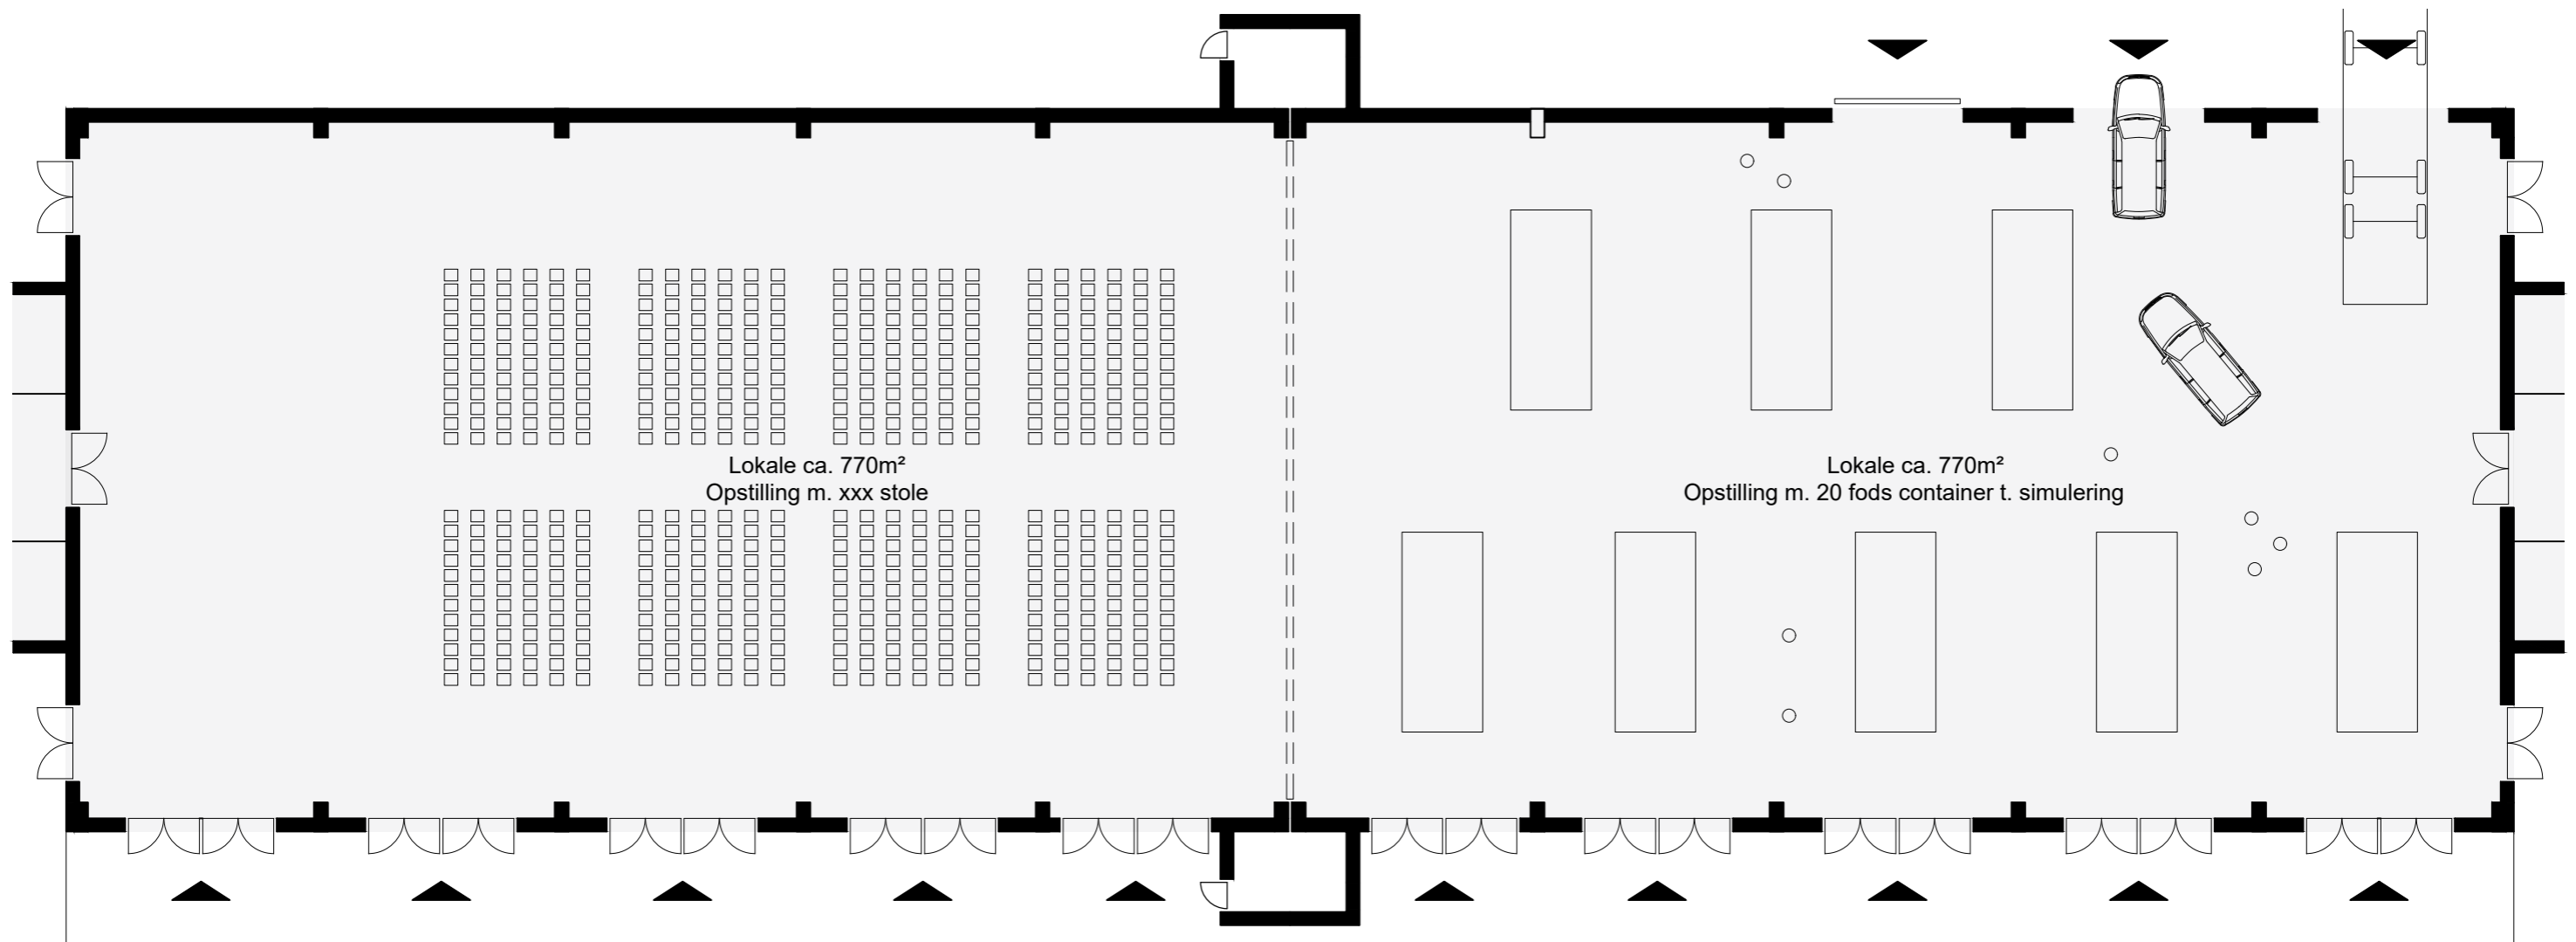 Lokale ca. 770m²
Opstilling m. xxx stole
Lokale ca. 770m²
Opstilling m. 20 fods container t. simulering